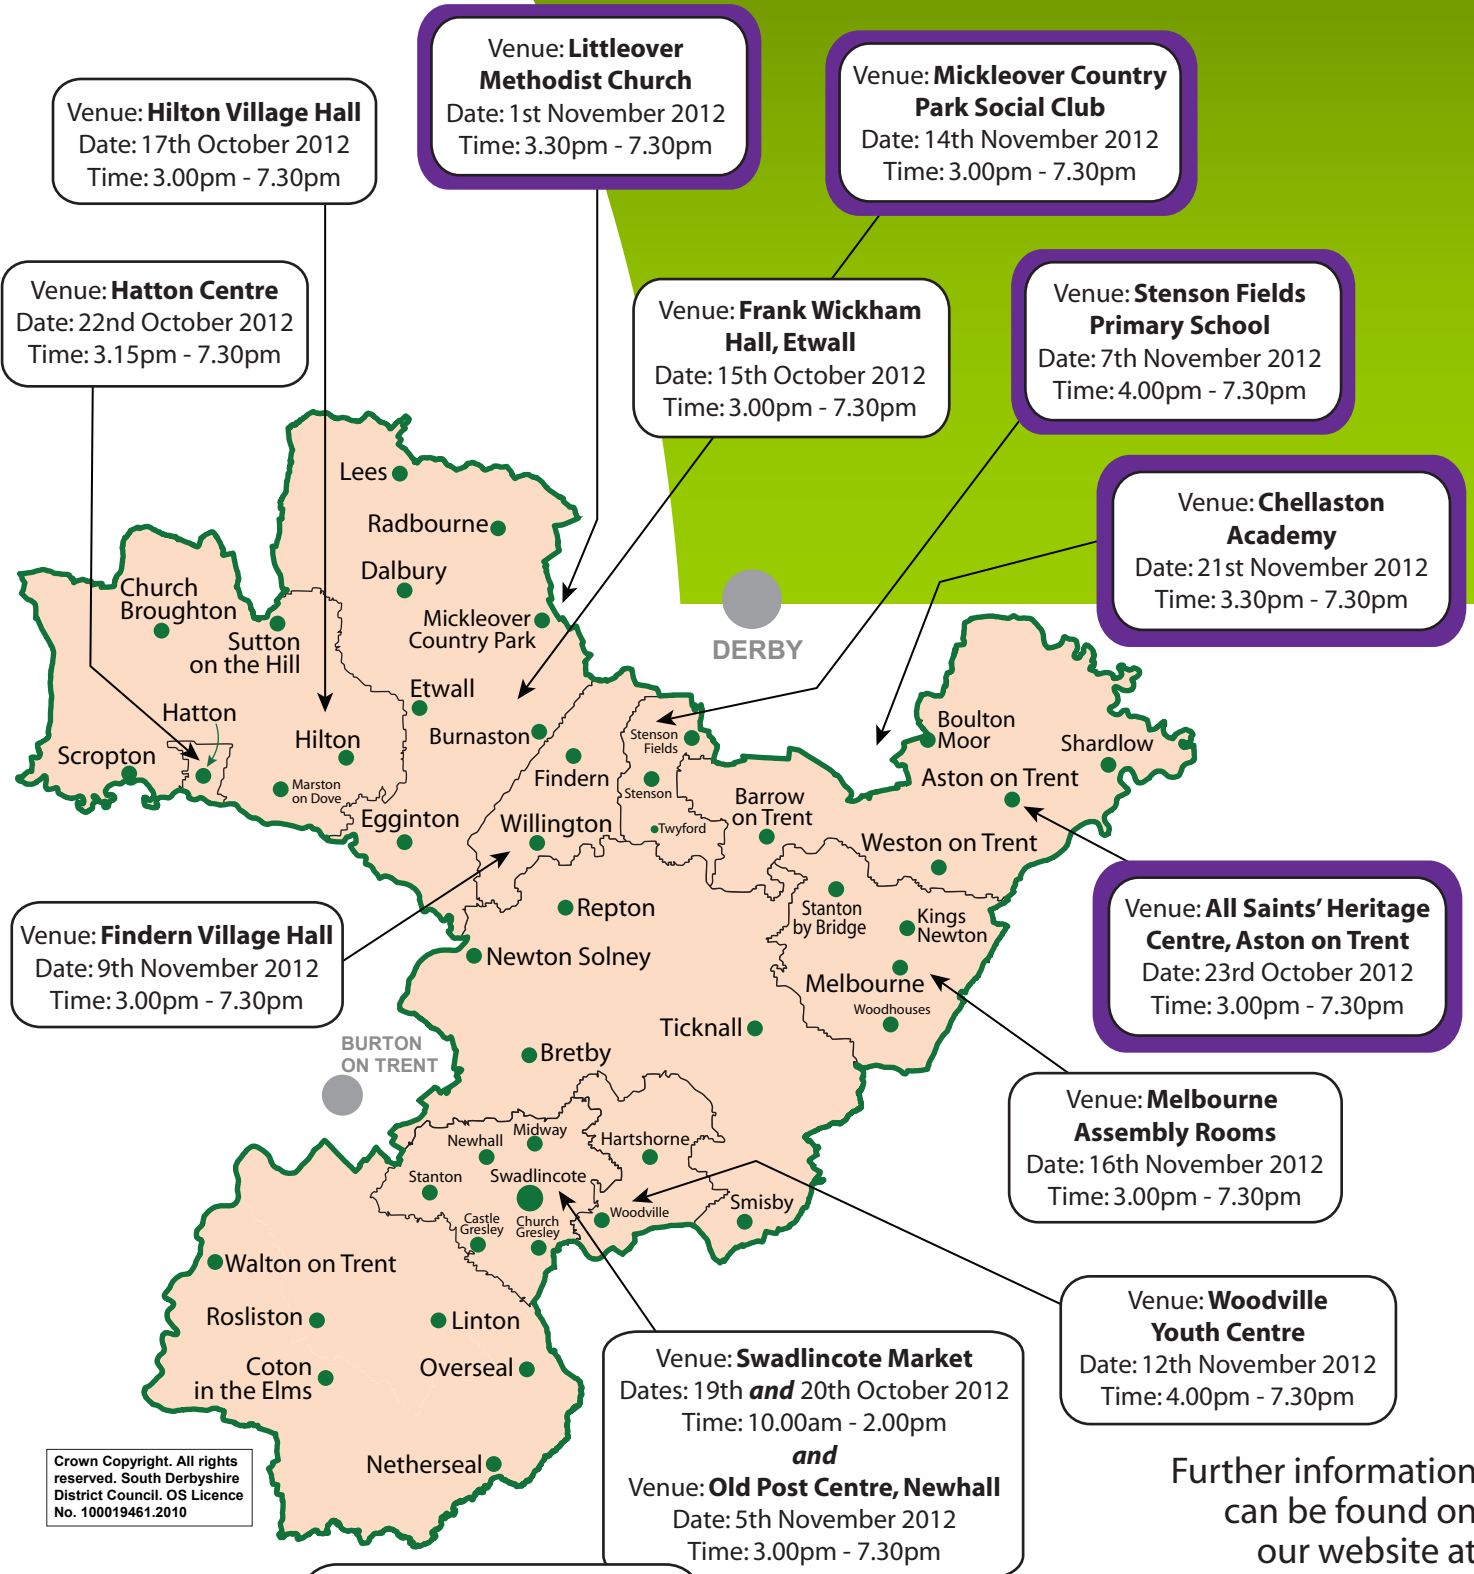 Venue: Littleover
Methodist Church
Date: 1st November 2012
Time: 3.30pm - 7.30pm
Venue: Mickleover Country
Park Social Club
Date: 14th November 2012
Time: 3.00pm - 7.30pm
Venue: Hilton Village Hall
Date: 17th October 2012
Time: 3.00pm - 7.30pm
Venue: Hatton Centre
Date: 22nd October 2012
Time: 3.15pm - 7.30pm
Venue: Frank Wickham
Hall, Etwall
Date: 15th October 2012
Time: 3.00pm - 7.30pm
Venue: Stenson Fields
Primary School
Date: 7th November 2012
Time: 4.00pm - 7.30pm
Venue: Chellaston
Academy
Date: 21st November 2012
Time: 3.30pm - 7.30pm
Lees
Radbourne
Dalbury
Church
Broughton
Mickleover
Country Park
Sutton
on the Hill
DERBY
Etwall
Hatton
Hilton
Burnaston
Stenson
Fields
Boulton
Moor
Shardlow
Scropton
Marston
on Dove
Findern
Stenson
Aston on Trent
Egginton
Willington
Twyford
Barrow
on Trent
Weston on Trent
Repton
Stanton
by Bridge
Kings
Newton
Newton Solney
Melbourne
Woodhouses
Ticknall
Bretby
Venue: All Saints' Heritage
Centre, Aston on Trent
Date: 23rd October 2012
Time: 3.00pm - 7.30pm
Venue: Findern Village Hall
Date: 9th November 2012
Time: 3.00pm - 7.30pm
BURTON
ON TRENT
Venue: Melbourne
Assembly Rooms
Date: 16th November 2012
Time: 3.00pm - 7.30pm
Newhall
Midway
Hartshorne
Stanton
Swadlincote
Castle
Gresley
Church
Gresley
Woodville
Smisby
Walton on Trent
Rosliston
Linton
Coton
in the Elms
Overseal
Netherseal
Venue: Woodville
Youth Centre
Date: 12th November 2012
Time: 4.00pm - 7.30pm
Venue: Swadlincote Market
Dates: 19th and 20th October 2012
Time: 10.00am - 2.00pm
and
Venue: Old Post Centre, Newhall
Date: 5th November 2012
Time: 3.00pm - 7.30pm
Crown Copyright. All rights
reserved. South Derbyshire
District Council. OS Licence
No. 100019461.2010
Further information
can be found on
our website at